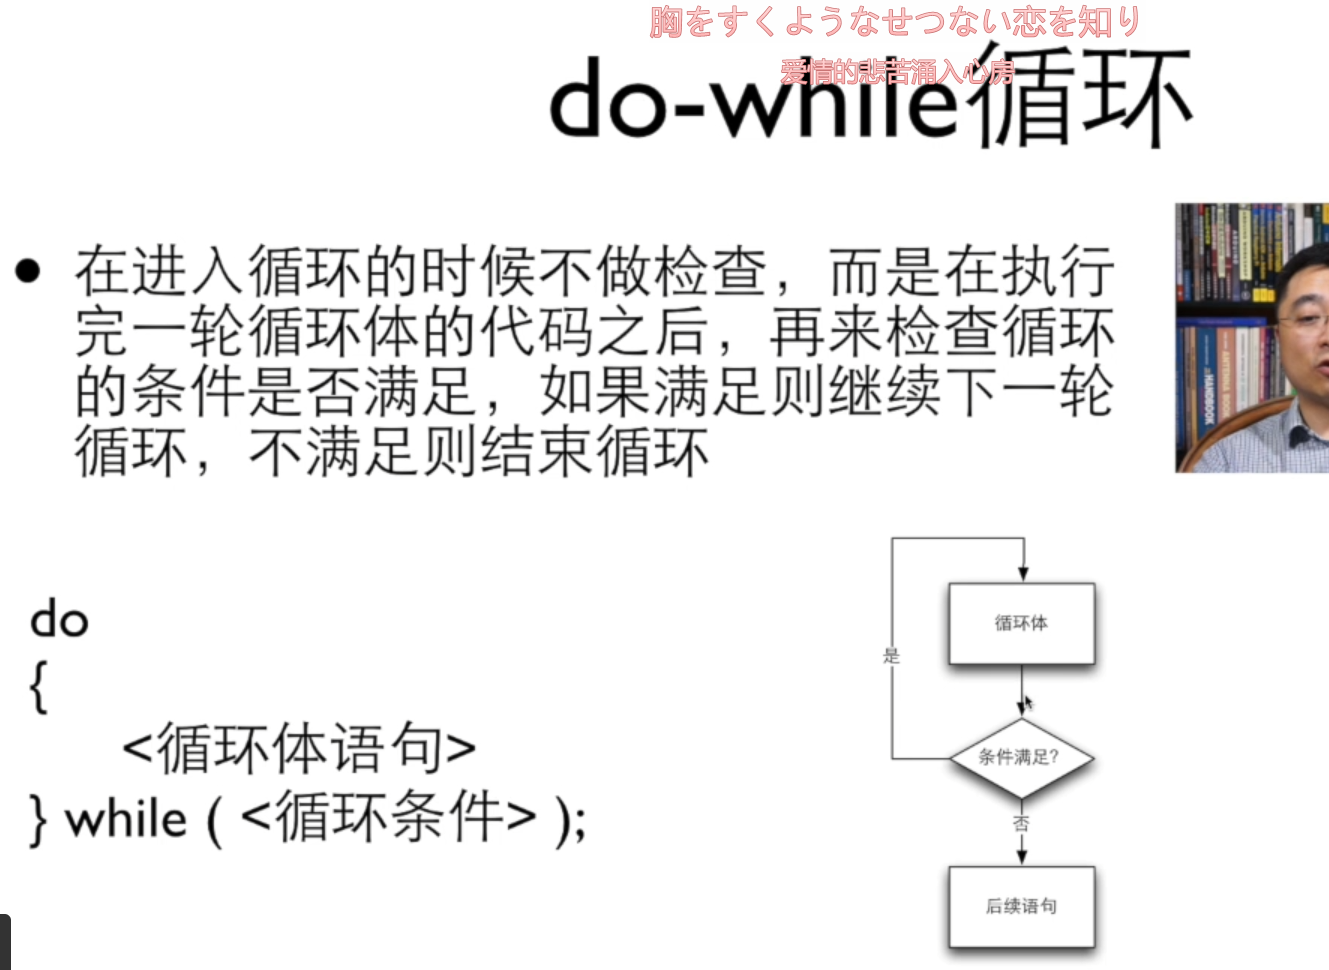 胸をすくようなせつない恋を知り
爱情的悲苦涌入心房
do-while循环
● 在进入循环的时候不做检查，而是在执行
完一轮循环体的代码之后，再来检查循环
的条件是否满足，如果满足则继续下一轮
循环，不满足则结束循环
do
{
<循环体语句>
} while ( <循环条件> );
循环体
是
条件满足?
否
后续语句
HANDBOOK